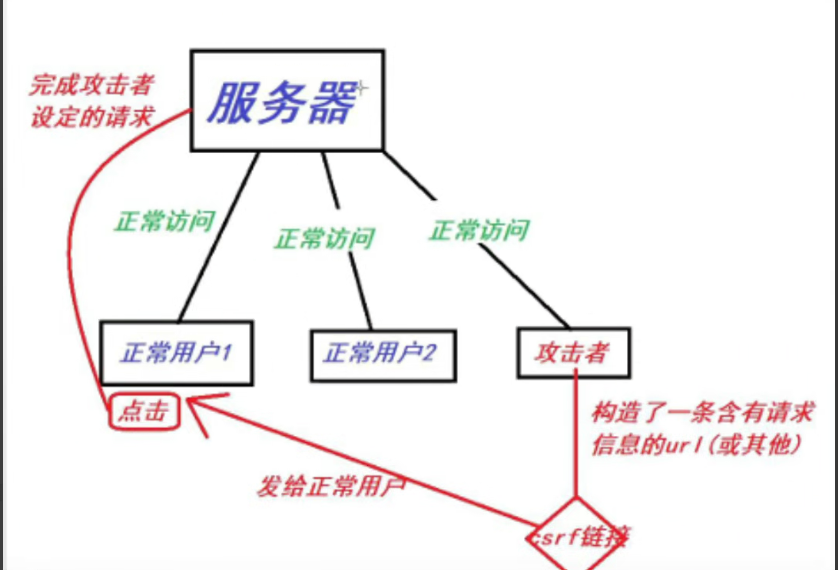 完成攻击者
设定的请求
服务器
正常访问
正常访问
正常访问
正常用户1
正常用户2
攻击者
点击
构造了一条含有请求
信息的url(或其他)
发给正常用户
csrf链接